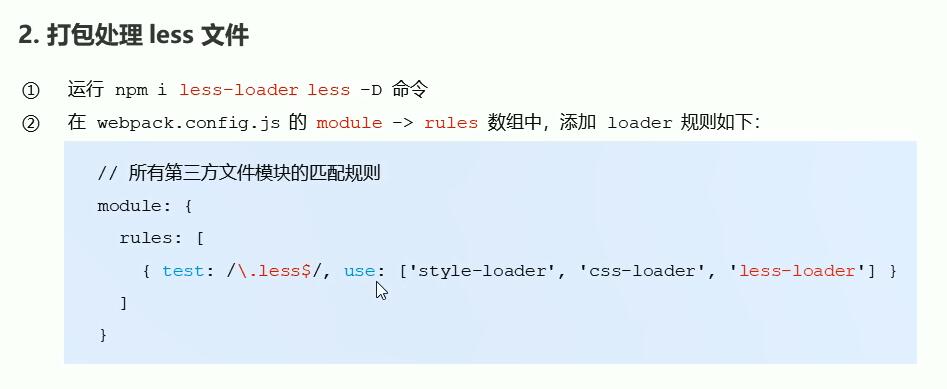 2. 打包处理 less 文件
① 运行 npm i less-loader less -D 命令
② 在 webpack.config.js 的 module -> rules 数组中，添加 loader 规则如下：
// 所有第三方文件模块的匹配规则
module: {
rules: [
{ test: /\.less$/, use: ['style-loader', 'css-loader', 'less-loader'] }
]
}